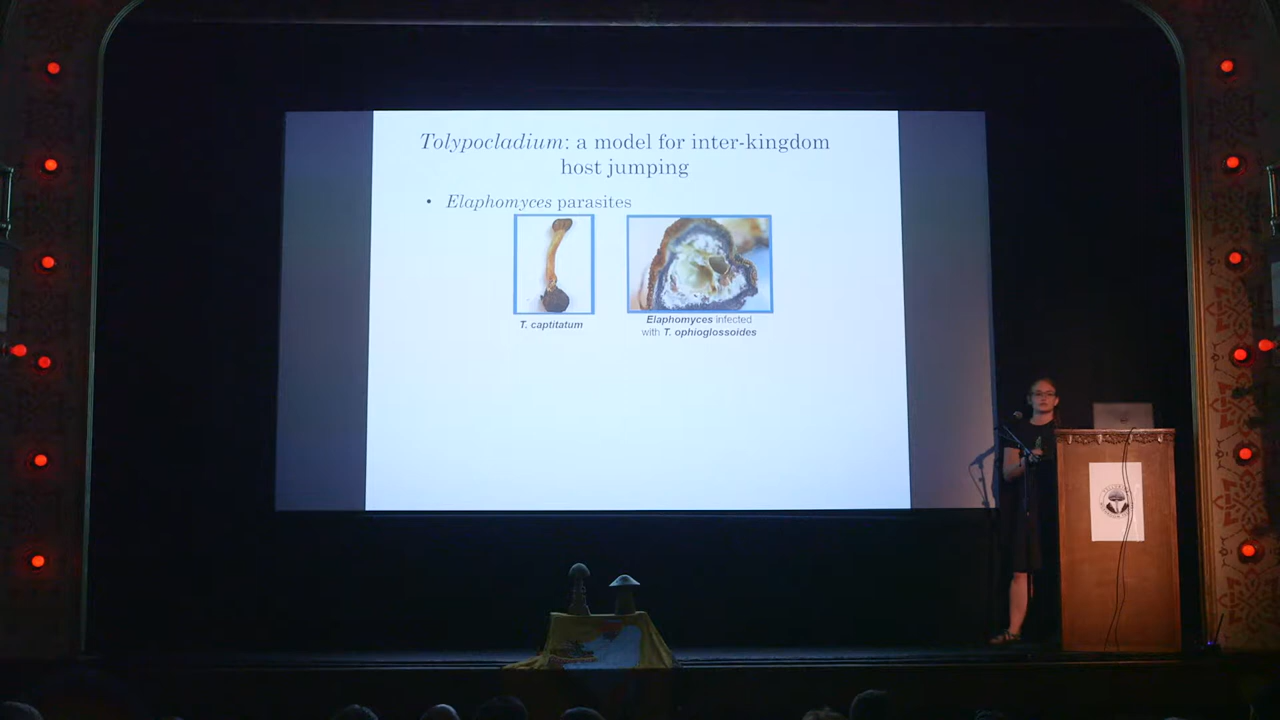 Tolypocladium: a model for inter-kingdom
host jumping
• Elaphomyces parasites
T. captitatum
Elaphomyces infected
with T. ophioglossoides